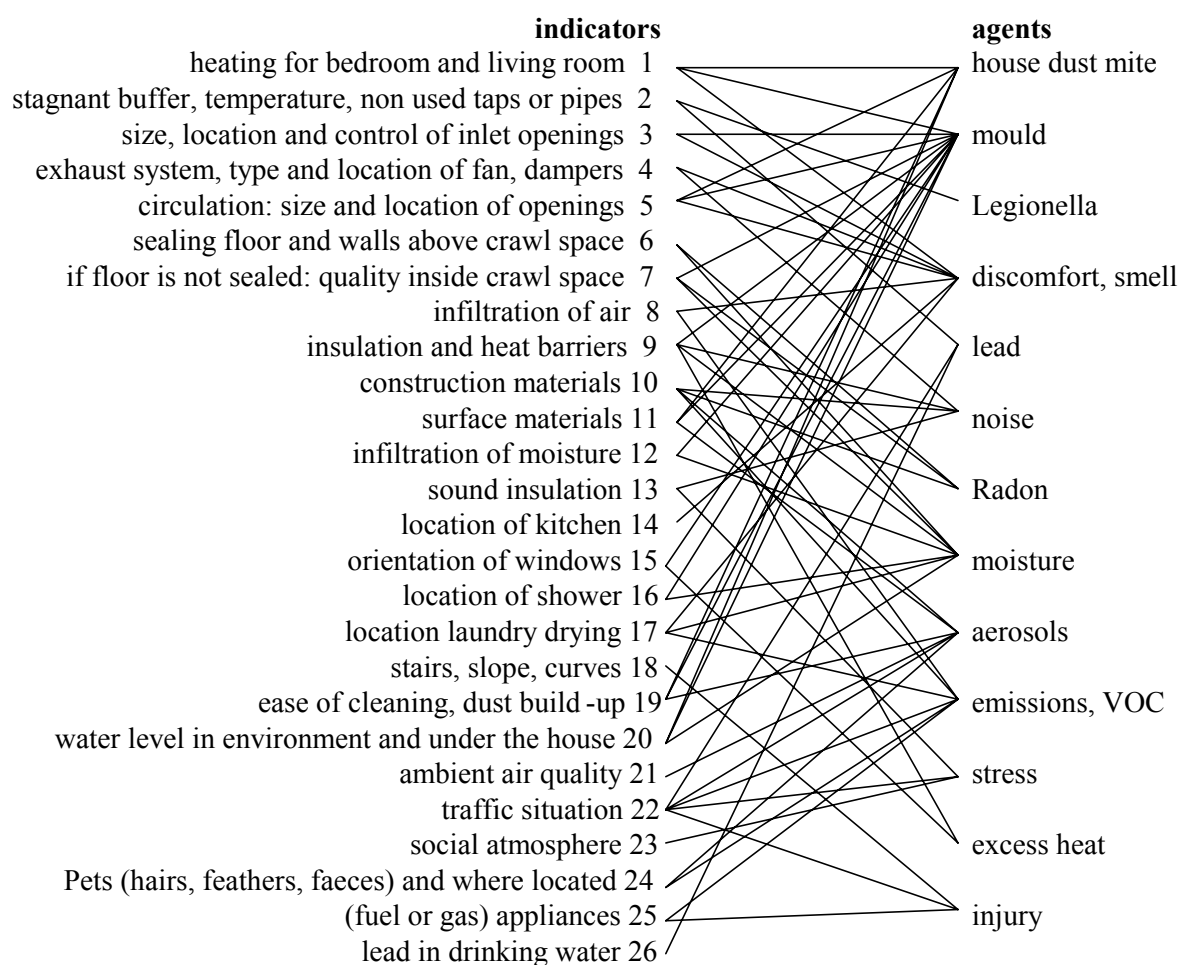 indicators agents
heating for bedroom and living room 1 house dust mite
stagnant buffer, temperature, non used taps or pipes 2
size, location and control of inlet openings 3 mould
exhaust system, type and location of fan, dampers 4
circulation: size and location of openings 5 Legionella
sealing floor and walls above crawl space 6
if floor is not sealed: quality inside crawl space 7 discomfort, smell
infiltration of air 8
insulation and heat barriers 9 lead
construction materials 10
surface materials 11 noise
infiltration of moisture 12
sound insulation 13 Radon
location of kitchen 14
orientation of windows 15 moisture
location of shower 16
location laundry drying 17 aerosols
stairs, slope, curves 18
ease of cleaning, dust build -up 19 emissions, VOC
water level in environment and under the house 20
ambient air quality 21 stress
traffic situation 22
social atmosphere 23 excess heat
Pets (hairs, feathers, faeces) and where located 24
(fuel or gas) appliances 25 injury
lead in drinking water 26